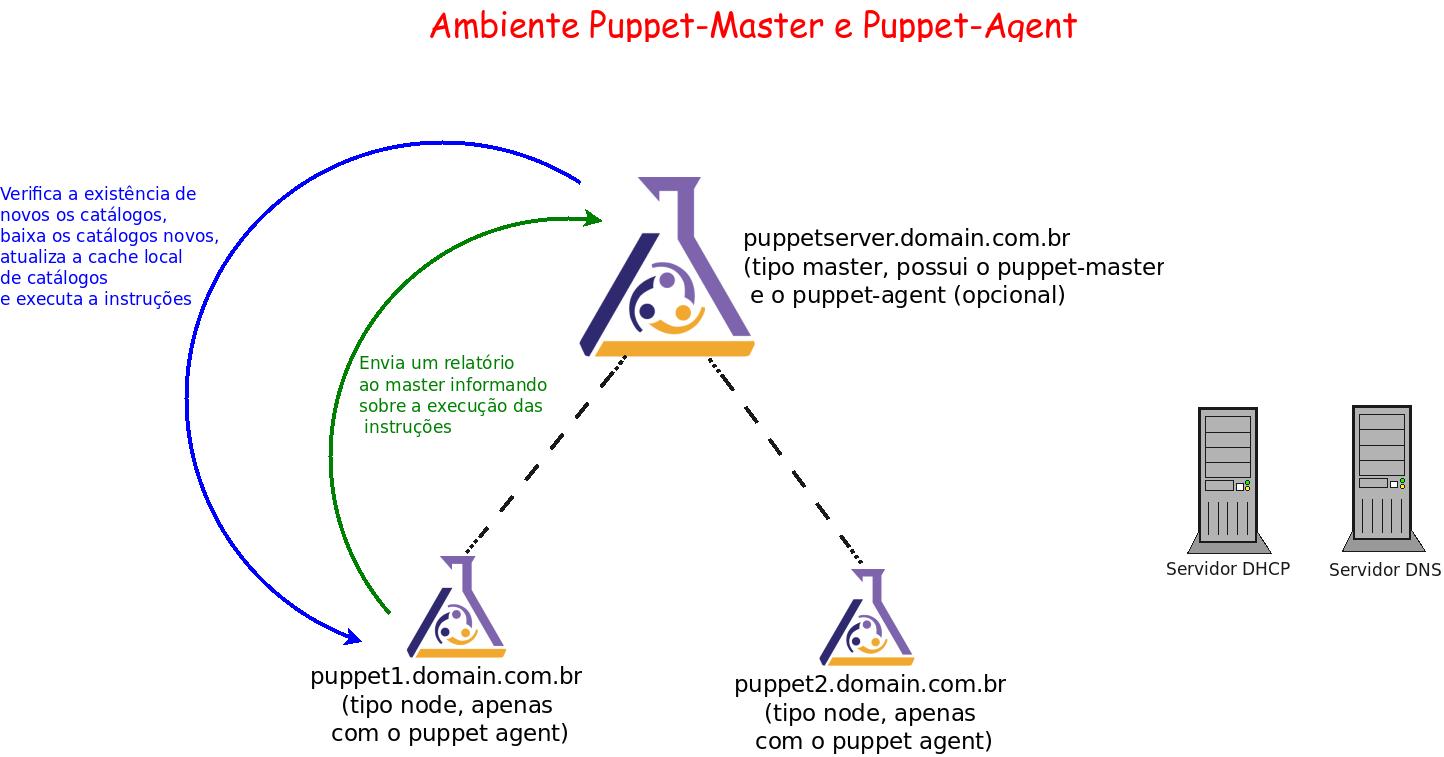 Ambiente Puppet-Master e Puppet-Agent
Verifica a existência de
novos os catálogos,
baixa os catálogos novos,
atualiza a cache local
de catálogos
e executa a instruções
puppetserver.domain.com.br
(tipo master, possui o puppet-master
e o puppet-agent (opcional)
Envia um relatório
ao master informando
sobre a execução das
instruções
Servidor DHCP
Servidor DNS
puppet1.domain.com.br
(tipo node, apenas
com o puppet agent)
puppet2.domain.com.br
(tipo node, apenas
com o puppet agent)